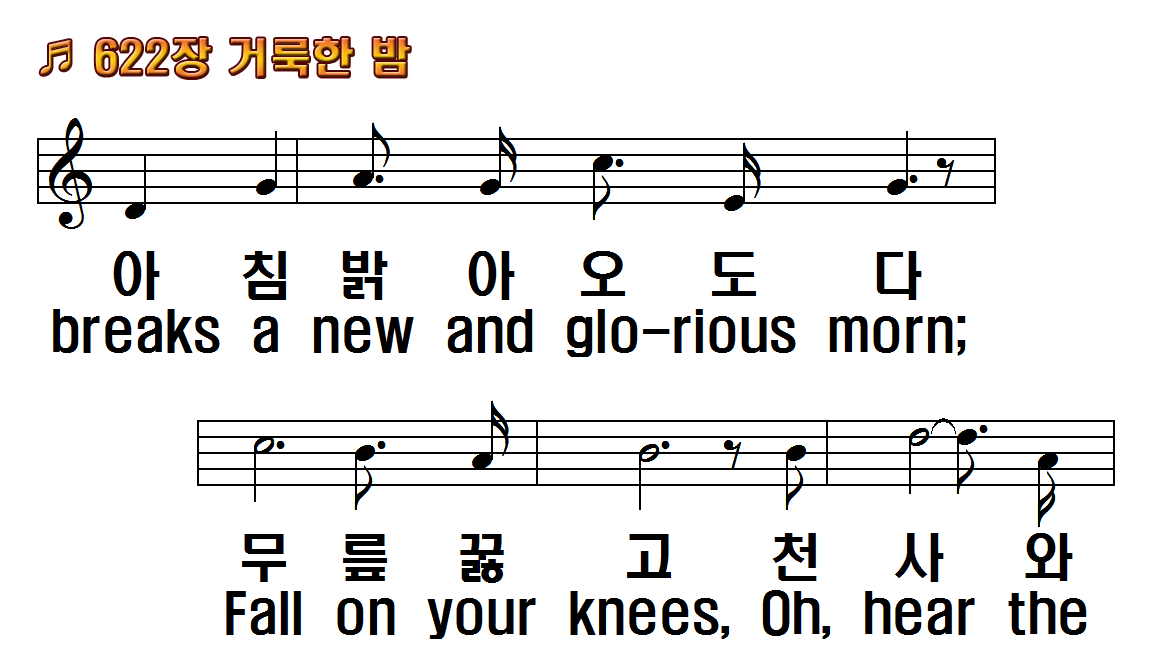 622장 거룩한 밤
아 침 밝 아 오 도 다
breaks a new and glo-rious morn;
무 릎 꿇 고 천 사 와
Fall on your knees, Oh, hear the